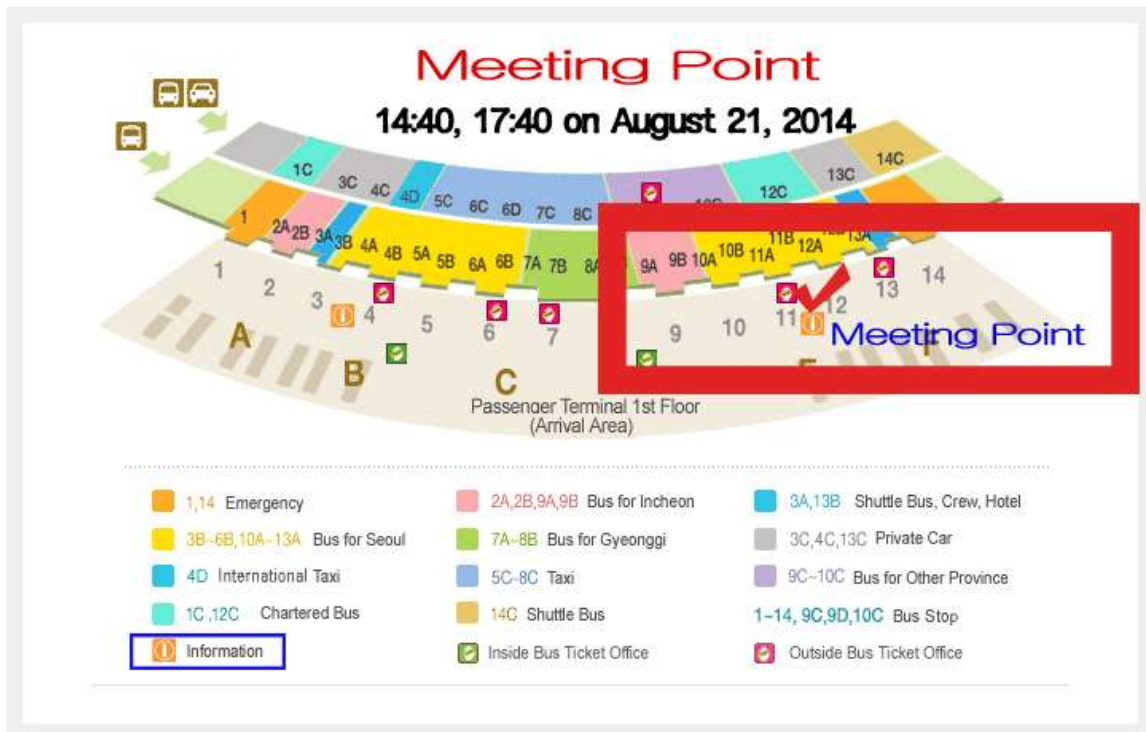 Meeting Point
14:40, 17:40 on August 21, 2014
1C 3C 4C 4D 5C 6C 6D 7C 8C 12C 13C 14C
1 2A 2B 3A 3B 4A 4B 5A 5B 6A 6B 7A 7B 9A 9B 10A 10B 11A 11B 12A 13A
1 2 3 4 5 6 7 9 10 11 12 13 14
Meeting Point
A B C
Passenger Terminal 1st Floor
(Arrival Area)
1,14 Emergency
2A,2B,9A,9B Bus for Incheon
3A,13B Shuttle Bus, Crew, Hotel
3B~6B,10A~13A Bus for Seoul
7A~8B Bus for Gyeonggi
3C,4C,13C Private Car
4D International Taxi
5C~8C Taxi
9C~10C Bus for Other Province
1C,12C Chartered Bus
14C Shuttle Bus
1~14, 9C,9D,10C Bus Stop
Information
Inside Bus Ticket Office
Outside Bus Ticket Office